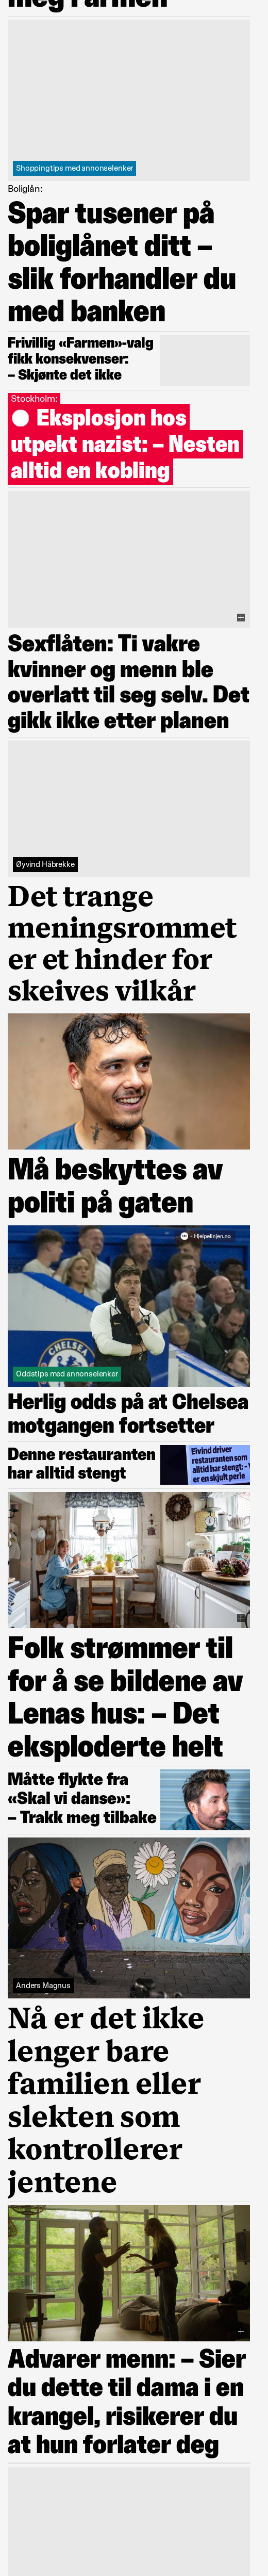 meg i armen
Shoppingtips med annonselenker
Boliglån:
Spar tusener på
boliglånet ditt –
slik forhandler du
med banken
Frivillig «Farmen»-valg
fikk konsekvenser:
– Skjønte det ikke
Stockholm:
Eksplosjon hos
utpekt nazist: – Nesten
alltid en kobling
Sexflåten: Ti vakre
kvinner og menn ble
overlatt til seg selv. Det
gikk ikke etter planen
Øyvind Håbrekke
Det trange
meningsrommet
er et hinder for
skeives vilkår
Må beskyttes av
politi på gaten
18+ - Hjelpelinjen.no
CHELSEA
Oddstips med annonselenker
Herlig odds på at Chelsea
motgangen fortsetter
Denne restauranten
har alltid stengt
Eivind driver
restauranten som
alltid har stengt: –
er en skjult perle
Folk strømmer til
for å se bildene av
Lenas hus: – Det
eksploderte helt
Måtte flykte fra
«Skal vi danse»:
– Trakk meg tilbake
Anders Magnus
Nå er det ikke
lenger bare
familien eller
slekten som
kontrollerer
jentene
Advarer menn: – Sier
du dette til dama i en
krangel, risikerer du
at hun forlater deg